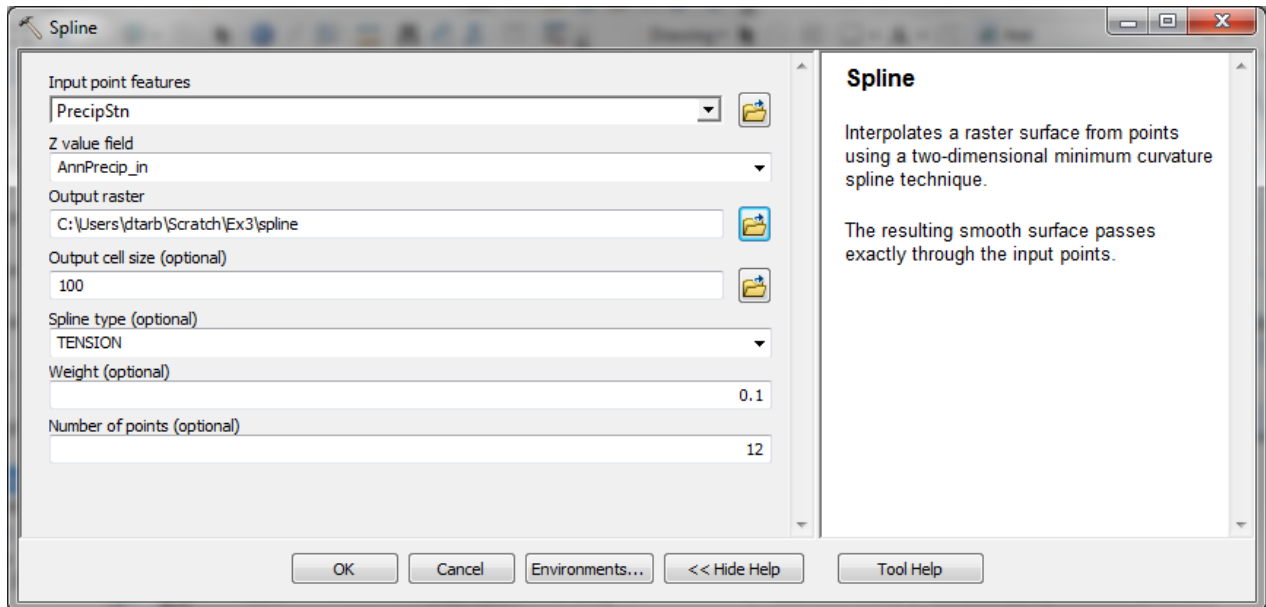 Spline
Input point features
PrecipStn
Z value field
AnnPrecip_in
Output raster
C:\Users\dtarb\Scratch\Ex3\spline
Output cell size (optional)
100
Spline type (optional)
TENSION
Weight (optional)
0.1
Number of points (optional)
12
Spline
Interpolates a raster surface from points
using a two-dimensional minimum curvature
spline technique.
The resulting smooth surface passes
exactly through the input points.
OK
Cancel
Environments...
<< Hide Help
Tool Help